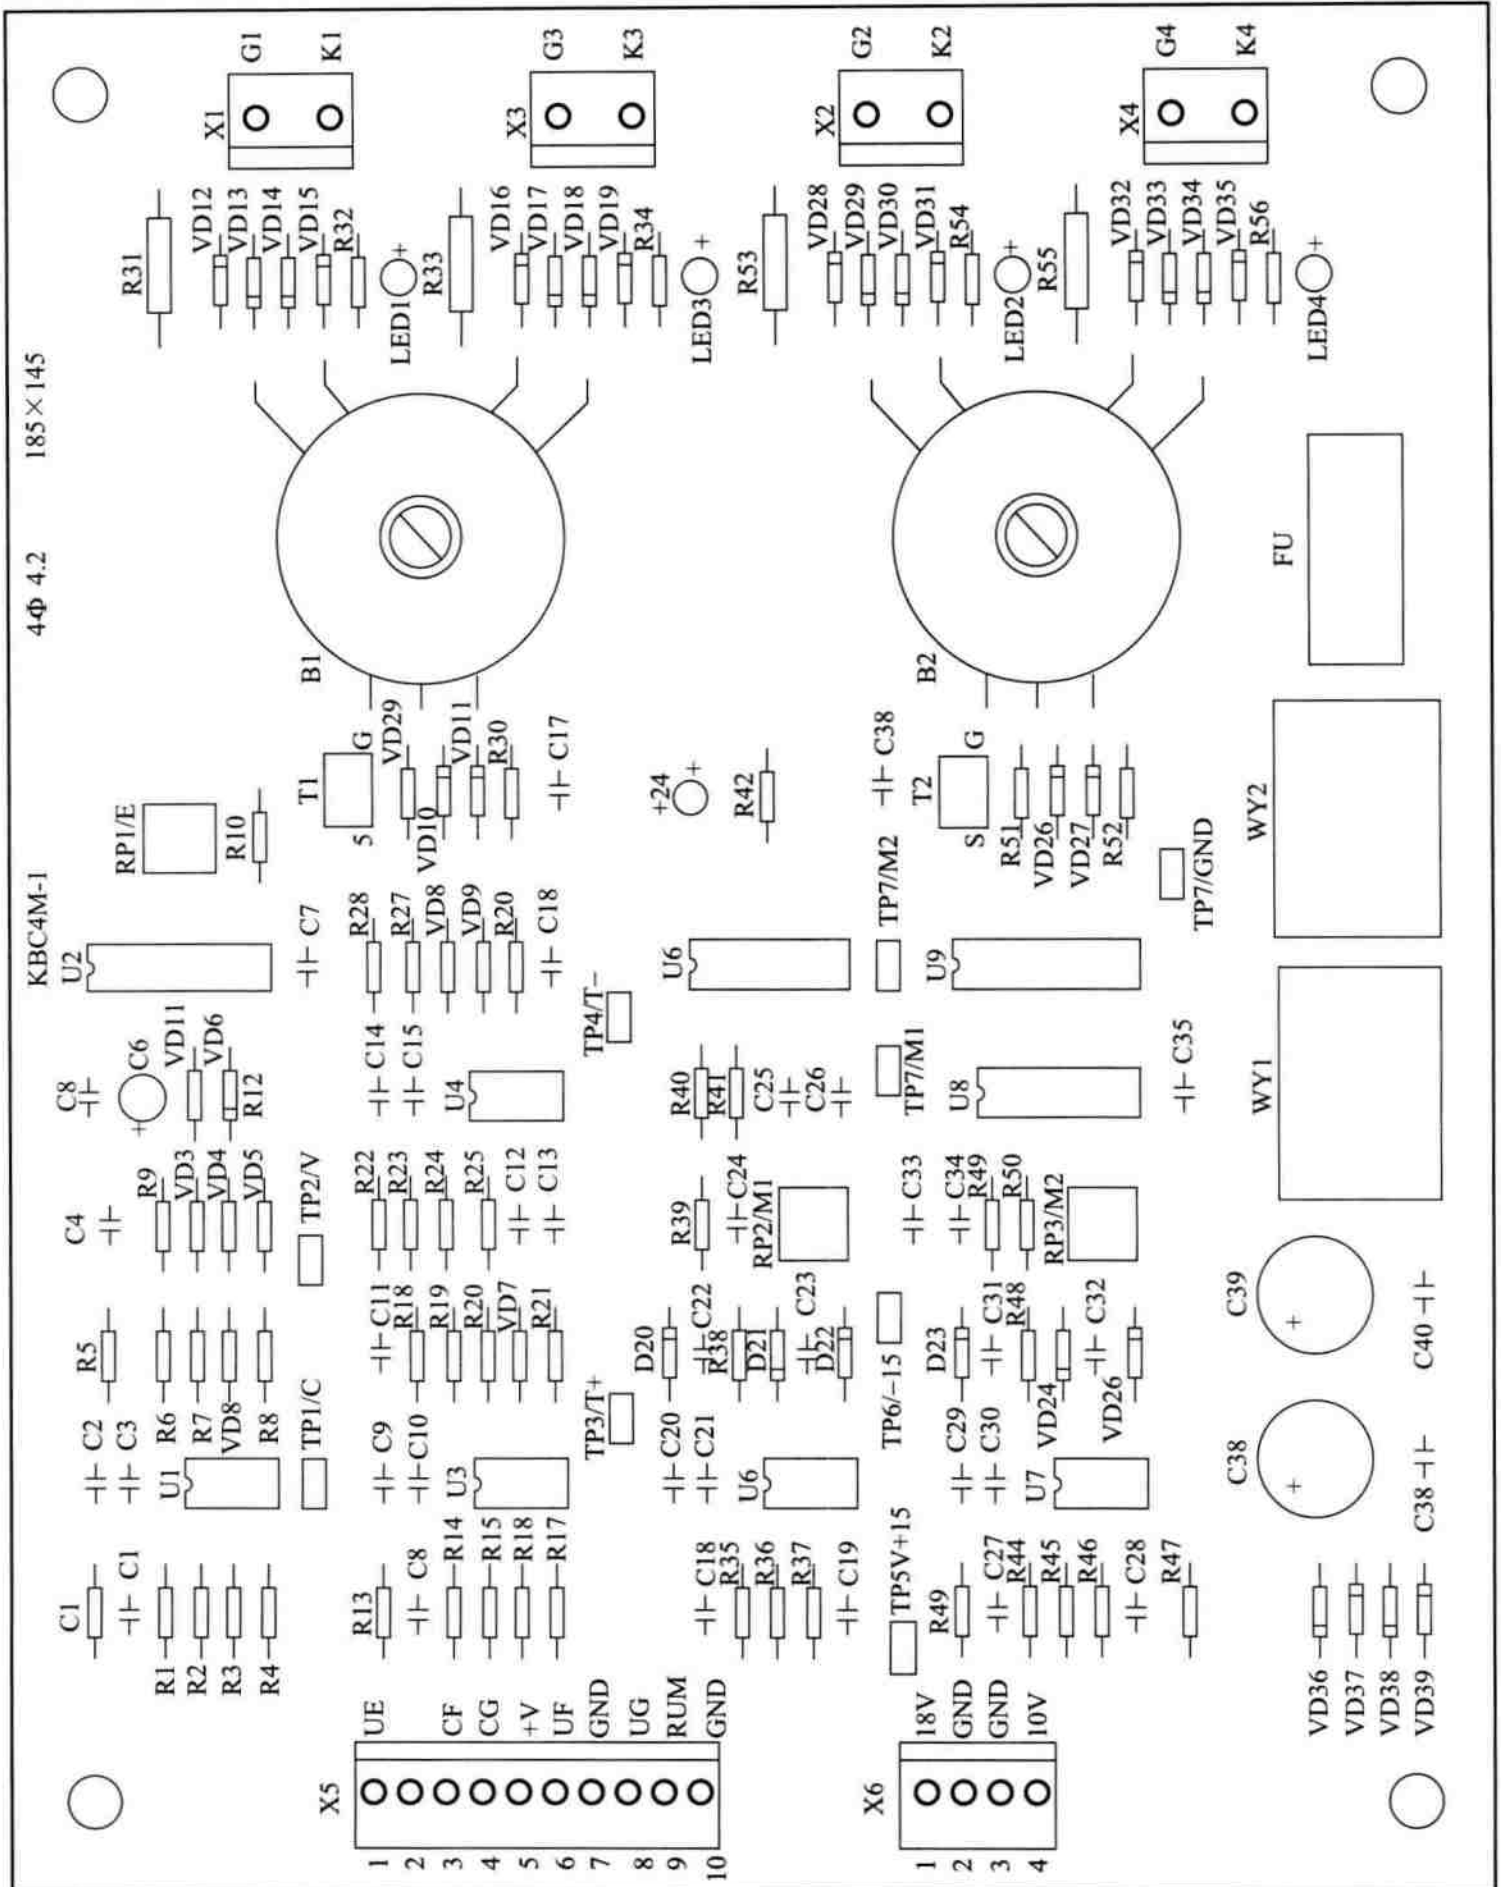 KBC4M-1
4Φ 4.2
185×145
C1
C2
C4
C8
U2
C1
C3
R5
C6
RP1/E
R31
X1
G1
K1
R1
R2
R3
R4
R6
R7
VD8
R8
U1
R9
VD3
VD4
VD5
VD11
VD6
R12
R10
VD12
VD13
VD14
VD15
R32
LED1
+
+
TP1/C
TP2/V
C7
T1
5
G
B1
X5
1
2
3
4
5
6
7
8
9
10
UE
CF
CG
+V
UF
GND
UG
RUM
GND
R13
C8
R14
R15
R18
R17
C9
C10
U3
C11
R18
R19
R20
VD7
R21
R22
R23
R24
R25
C12
C13
C14
C15
U4
R28
R27
VD8
VD9
R20
C18
VD29
VD10
VD11
R30
C17
R33
X3
G3
K3
VD16
VD17
VD18
VD19
R34
LED3
+
TP3/T+
TP4/T−
D20
C20
C21
C22
R38
D21
C23
D22
C18
R35
R36
R37
C19
U6
R39
C24
RP2/M1
R40
R41
C25
C26
U6
+24
+
R42
R53
X2
G2
K2
VD28
VD29
VD30
VD31
R54
LED2
+
TP5V+15
TP6/−15
TP7/M1
TP7/M2
C38
X6
1
2
3
4
18V
GND
GND
10V
R49
C27
R44
R45
R46
C28
R47
C29
C30
U7
D23
C31
R48
VD24
C32
VD26
C33
C34
R49
R50
RP3/M2
U8
C35
U9
T2
S
G
R51
VD26
VD27
R52
TP7/GND
B2
R55
X4
G4
K4
VD32
VD33
VD34
VD35
R56
LED4
+
C38
+
C39
+
WY1
WY2
FU
VD36
VD37
VD38
VD39
C38
C40